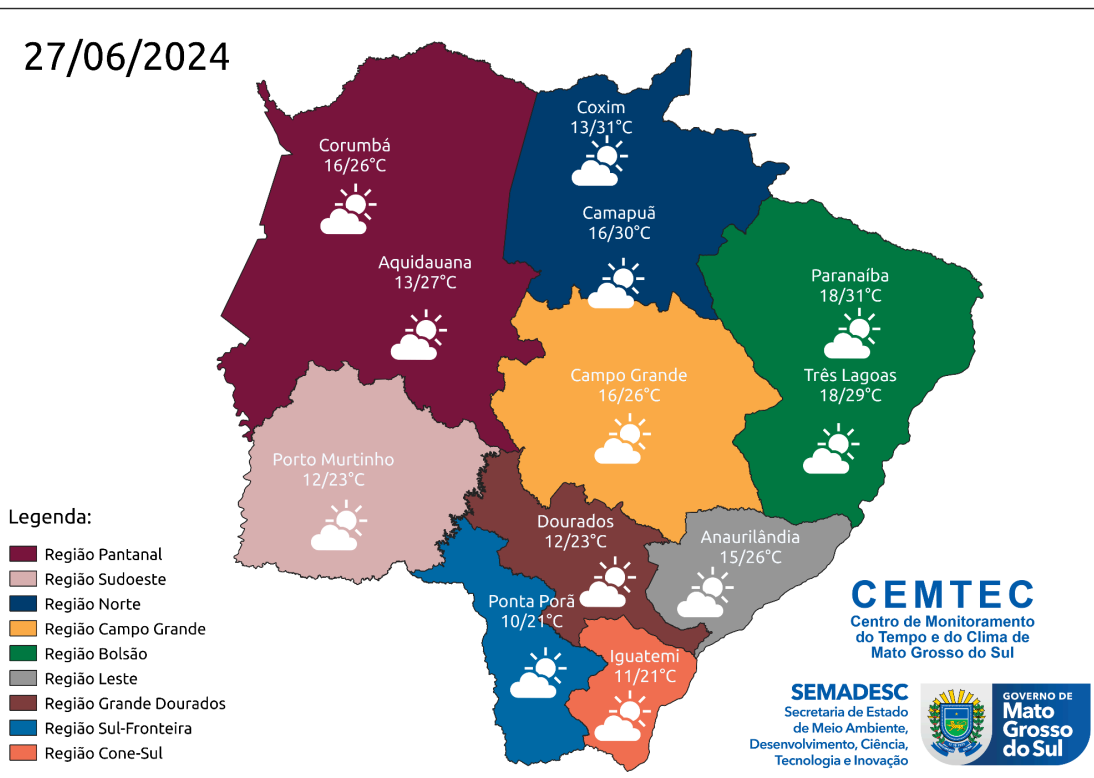 27/06/2024
Coxim
13/31°C
Corumbá
16/26°C
Camapuã
16/30°C
Aquidauana
13/27°C
Paranaíba
18/31°C
Campo Grande
16/26°C
Três Lagoas
18/29°C
Porto Murtinho
12/23°C
Dourados
12/23°C
Anaurilândia
15/26°C
Ponta Porã
10/21°C
Iguatemi
11/21°C
Legenda:
Região Pantanal
Região Sudoeste
Região Norte
Região Campo Grande
Região Bolsão
Região Leste
Região Grande Dourados
Região Sul-Fronteira
Região Cone-Sul
CEMTEC
Centro de Monitoramento
do Tempo e do Clima de
Mato Grosso do Sul
SEMADESC
Secretaria de Estado
de Meio Ambiente,
Desenvolvimento, Ciência,
Tecnologia e Inovação
GOVERNO DE
Mato
Grosso
do Sul